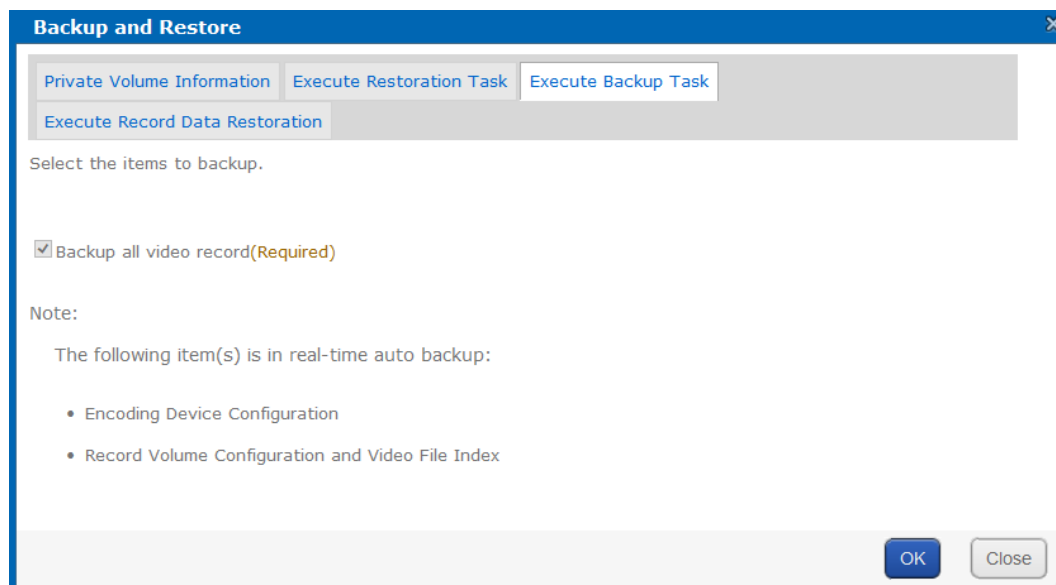 Backup and Restore
Private Volume Information Execute Restoration Task Execute Backup Task
Execute Record Data Restoration
Select the items to backup.
Backup all video record(Required)
Note:
The following item(s) is in real-time auto backup:
• Encoding Device Configuration
• Record Volume Configuration and Video File Index
OK Close